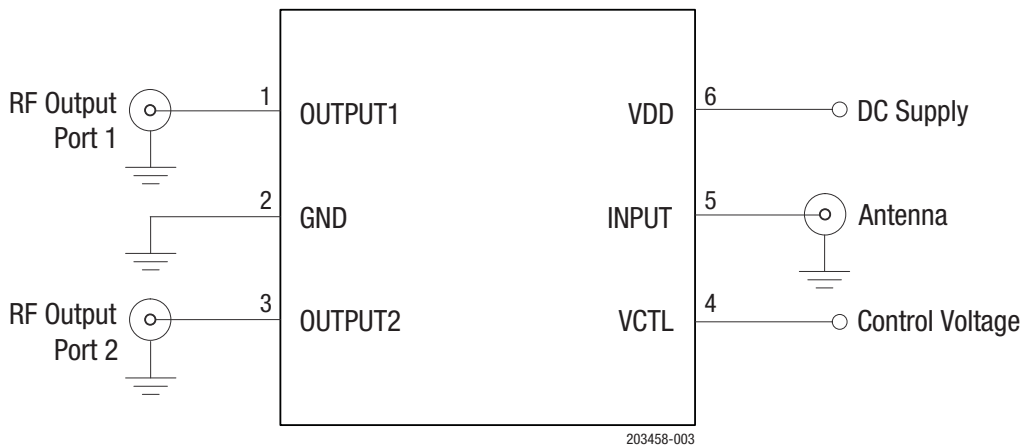 RF Output
Port 1
1
OUTPUT1
2
GND
RF Output
Port 2
3
OUTPUT2
VDD
6
DC Supply
INPUT
5
Antenna
VCTL
4
Control Voltage
203458-003